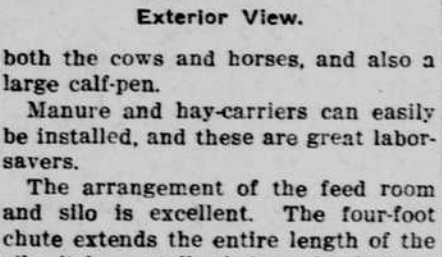 Exterior View.
both the cows and horses, and also a
large calf-pen.
Manure and hay-carriers can easily
be installed, and these are great labor-
savers.
The arrangement of the feed room
and silo is excellent. The four-foot
chute extends the entire length of the